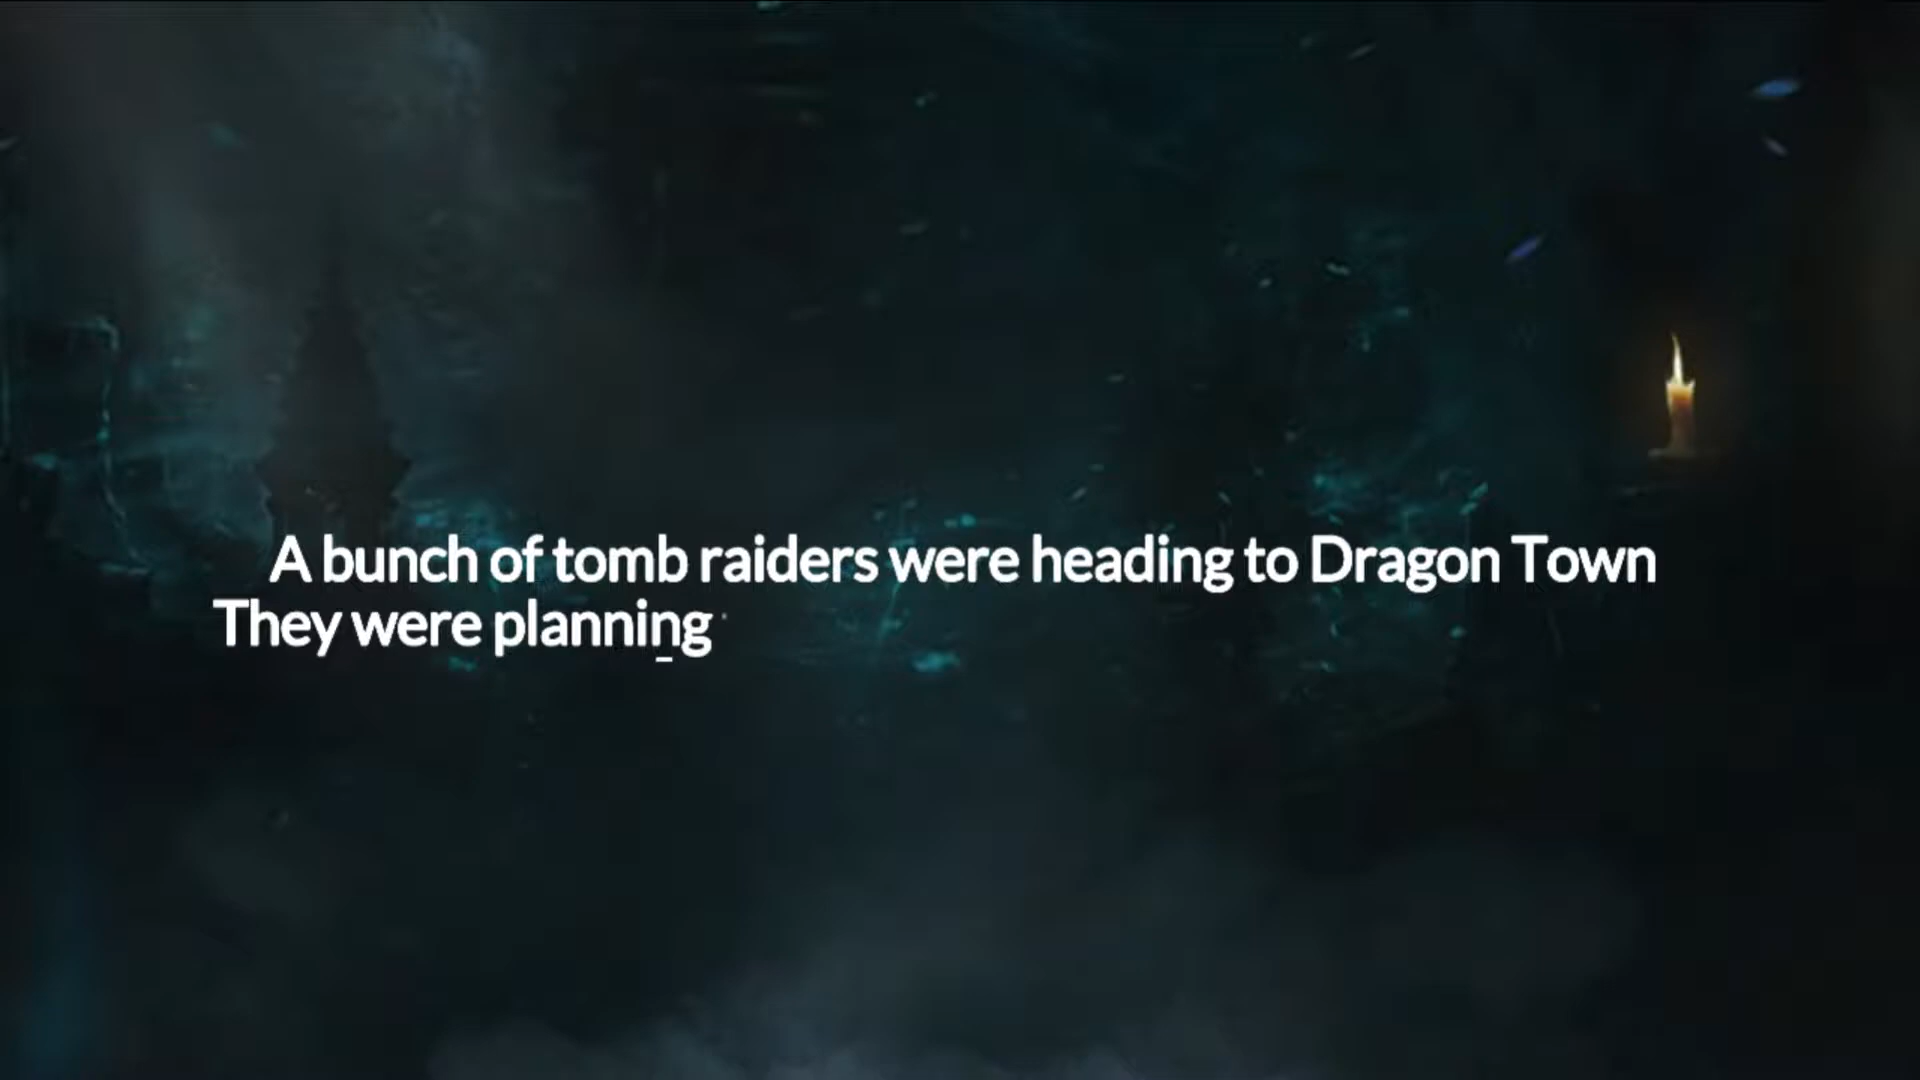 A bunch of tomb raiders were heading to Dragon Town
They were planning